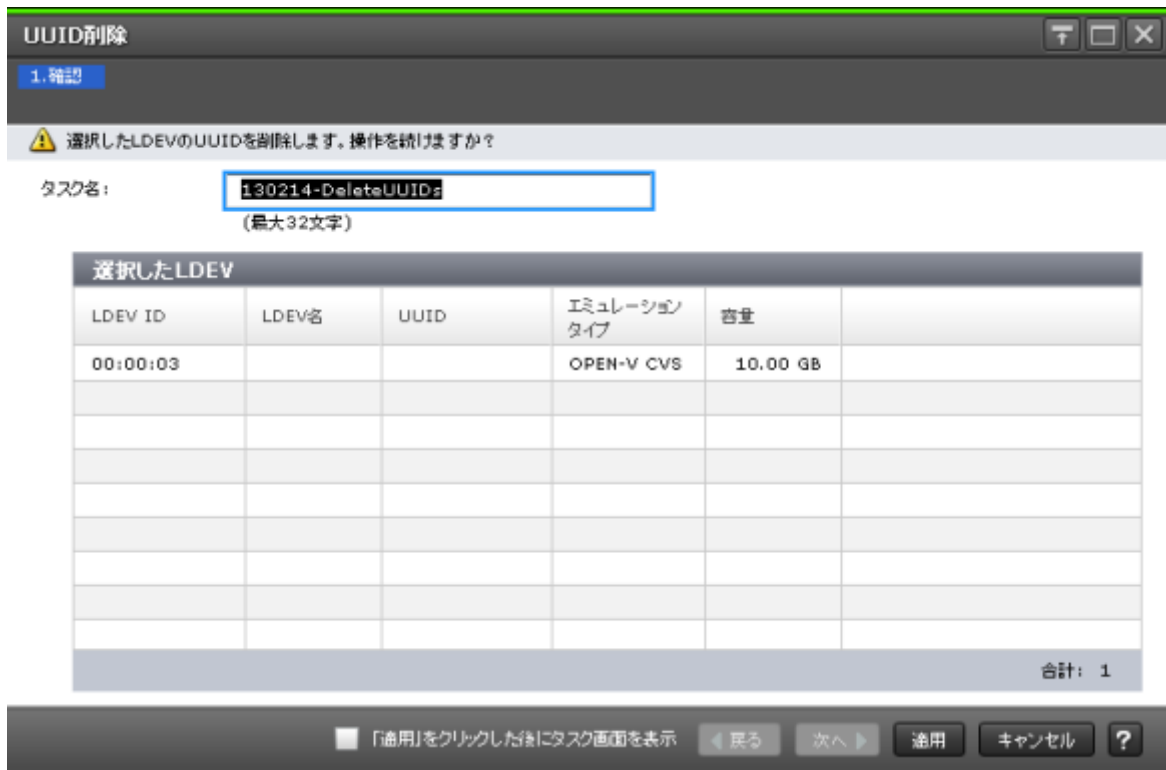 UUID削除
1.確認
選択したLDEVのUUIDを削除します。操作を続けますか？
タスク名： 130214-DeleteUUIDs
(最大32文字)
選択したLDEV
LDEV ID LDEV名 UUID エミュレーション タイプ 容量
00:00:03 OPEN-V CVS 10.00 GB
合計: 1
「適用」をクリックした後にタスク画面を表示 戻る 次へ 適用 キャンセル ?